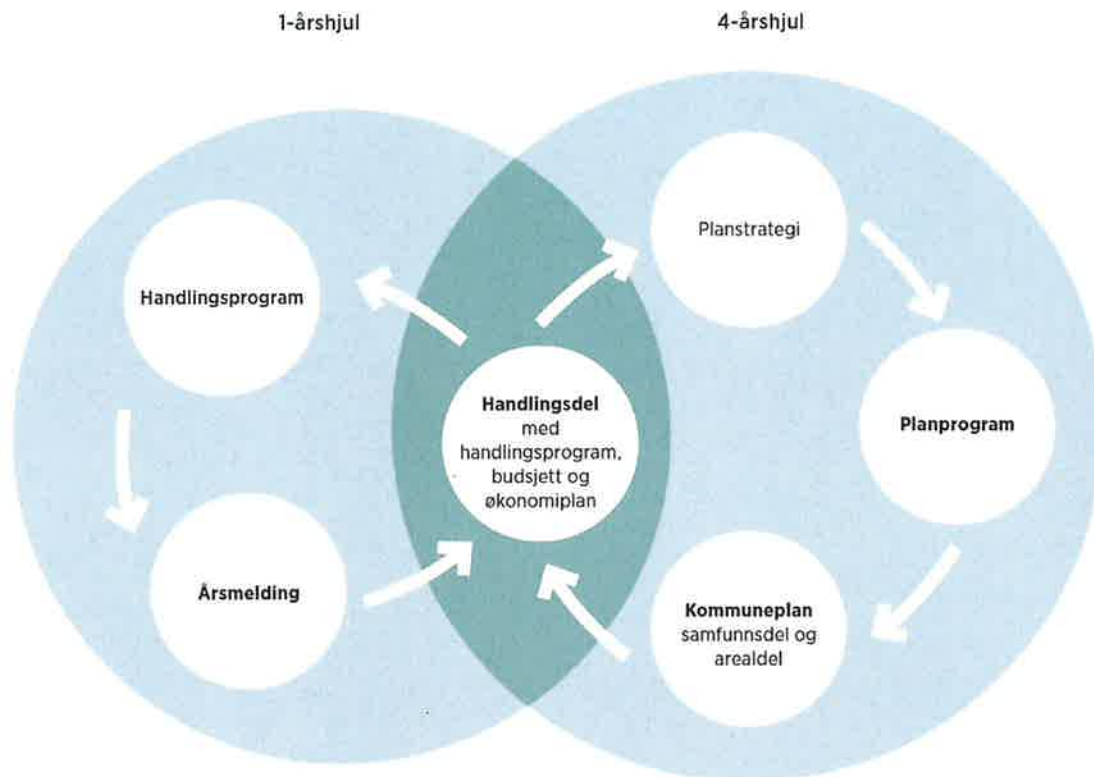 1-årshjul
4-årshjul
Planstrategi
Handlingsprogram
Handlingsdel
med
handlingsprogram,
budsjett og
økonomiplan
Planprogram
Årsmelding
Kommuneplan
samfunnsdel og
arealdel